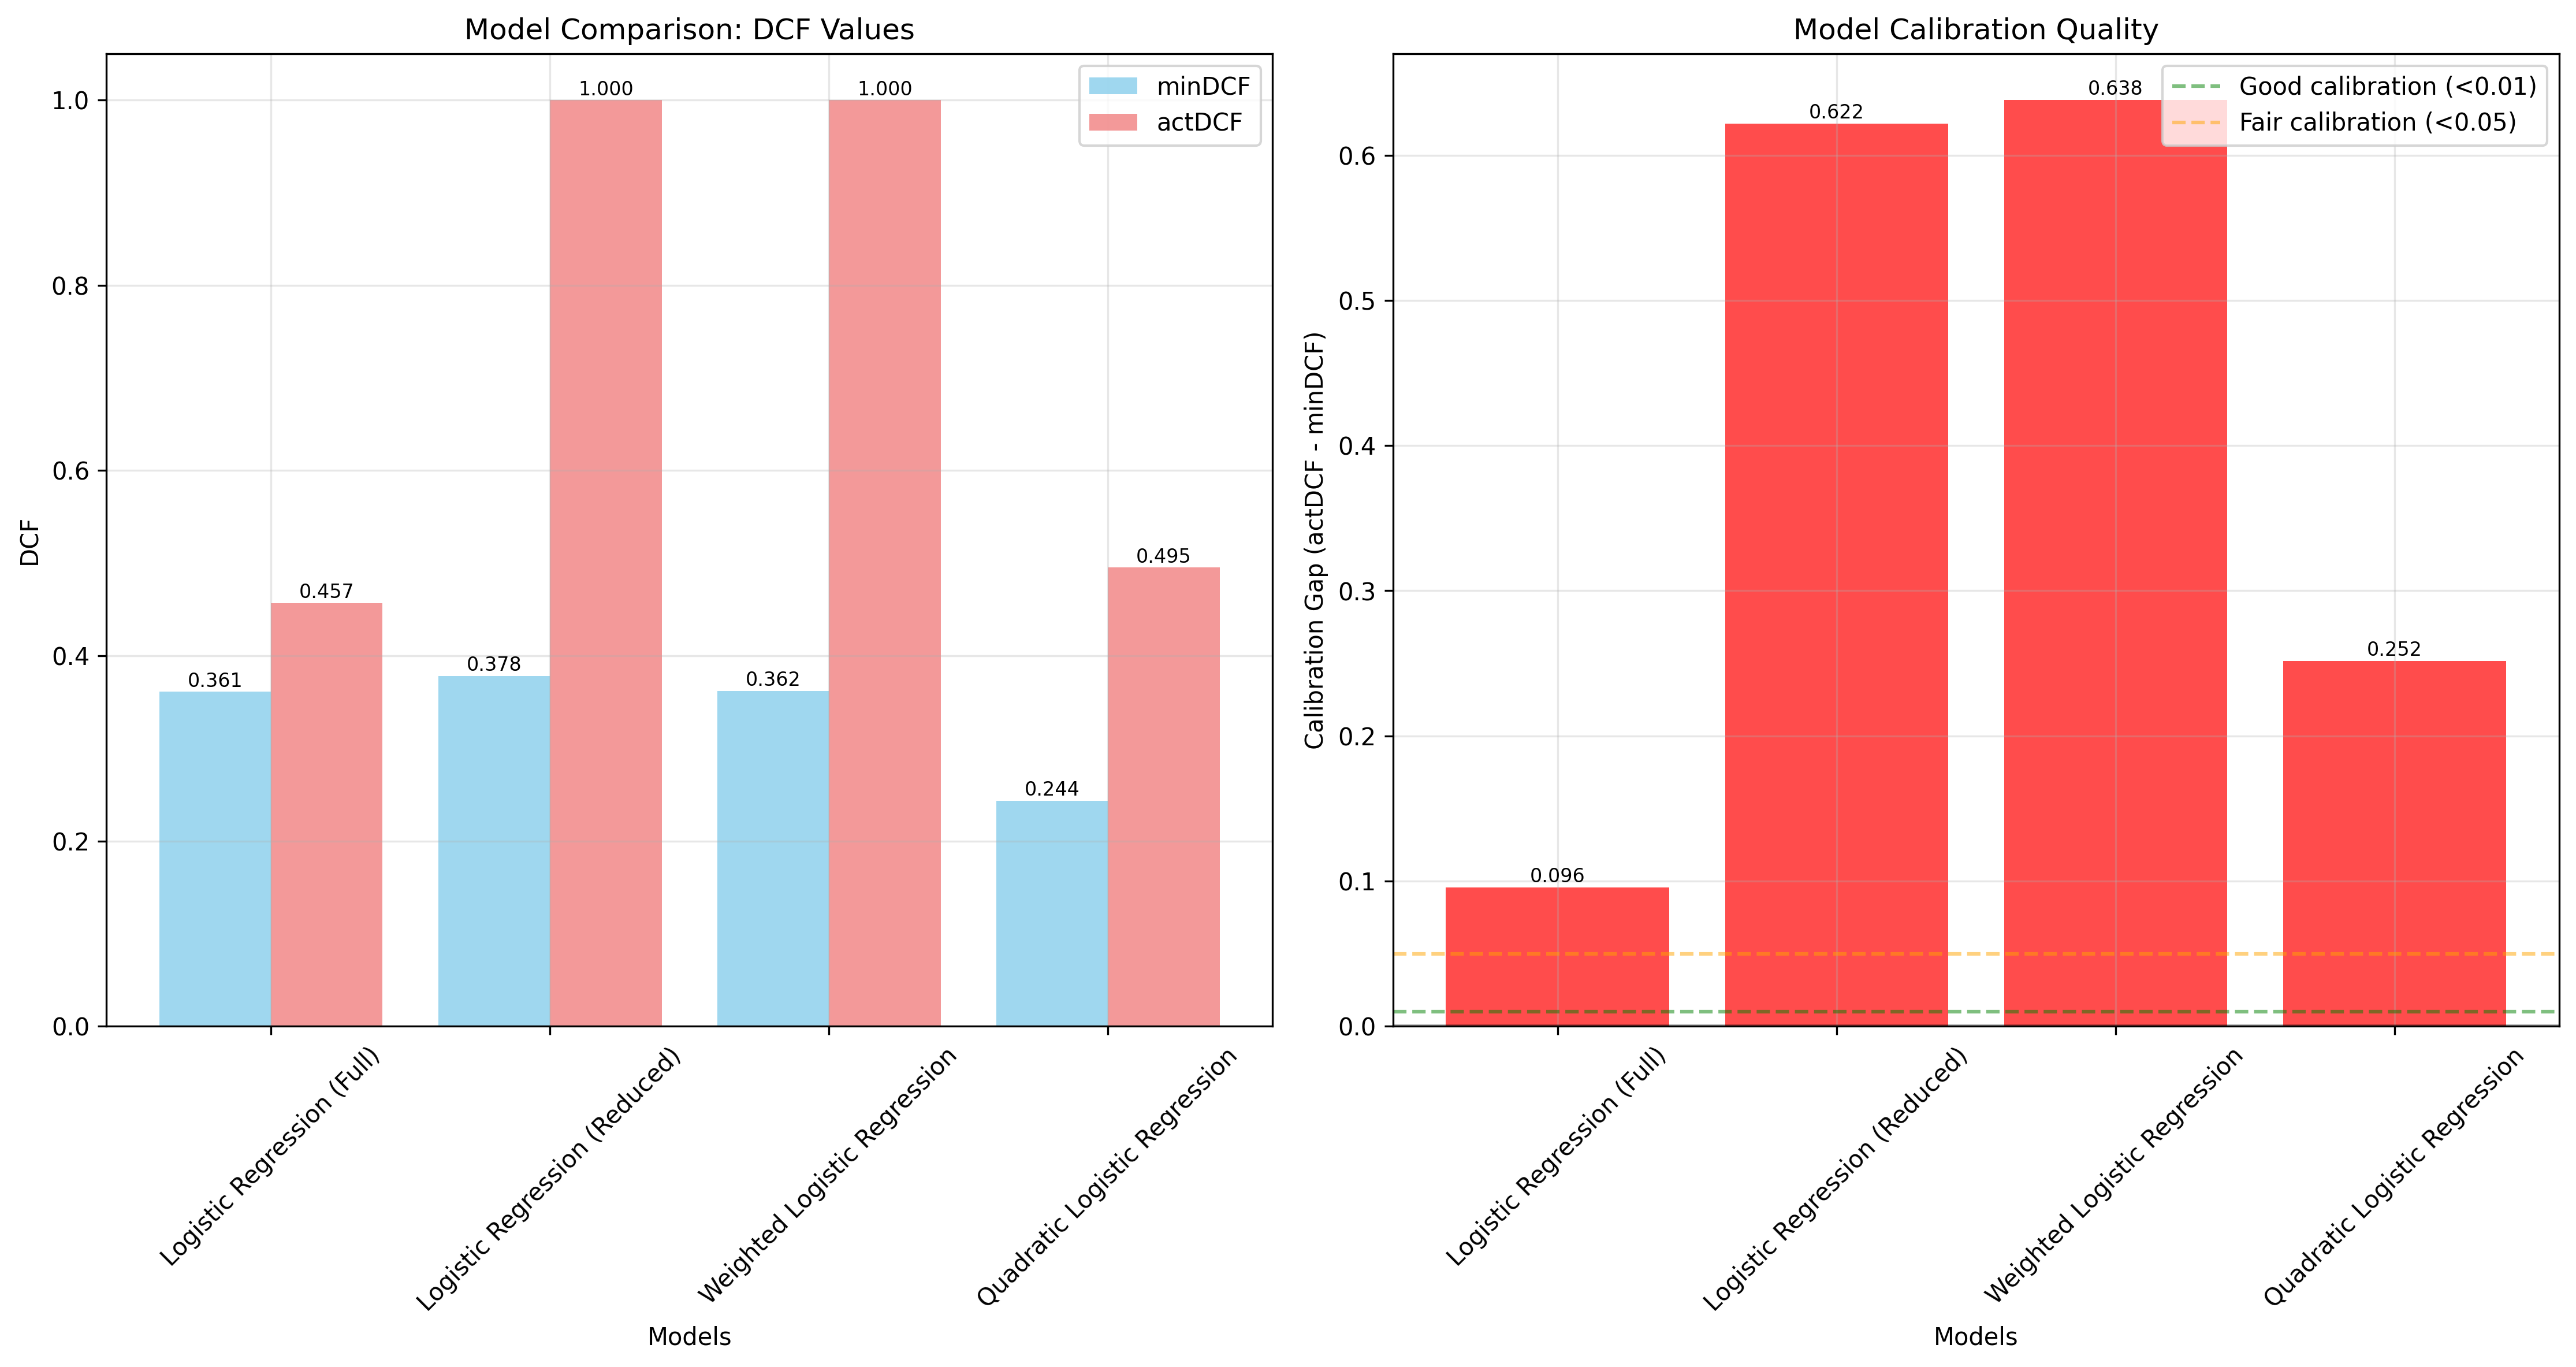 Model Comparison: DCF Values
minDCF
actDCF
DCF
1.0
0.8
0.6
0.4
0.2
0.0
0.361
0.457
0.378
1.000
0.362
1.000
0.244
0.495
Logistic Regression (Full)
Logistic Regression (Reduced)
Weighted Logistic Regression
Quadratic Logistic Regression
Models
Model Calibration Quality
Good calibration (<0.01)
Fair calibration (<0.05)
Calibration Gap (actDCF - minDCF)
0.6
0.5
0.4
0.3
0.2
0.1
0.0
0.096
0.622
0.638
0.252
Logistic Regression (Full)
Logistic Regression (Reduced)
Weighted Logistic Regression
Quadratic Logistic Regression
Models